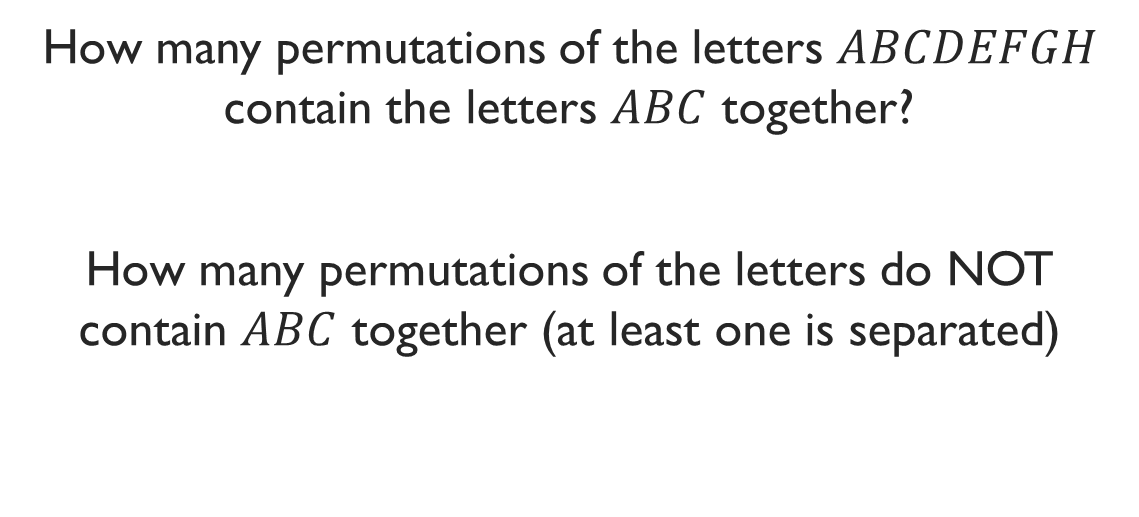 How many permutations of the letters ABCDEFGH
contain the letters ABC together?
How many permutations of the letters do NOT
contain ABC together (at least one is separated)